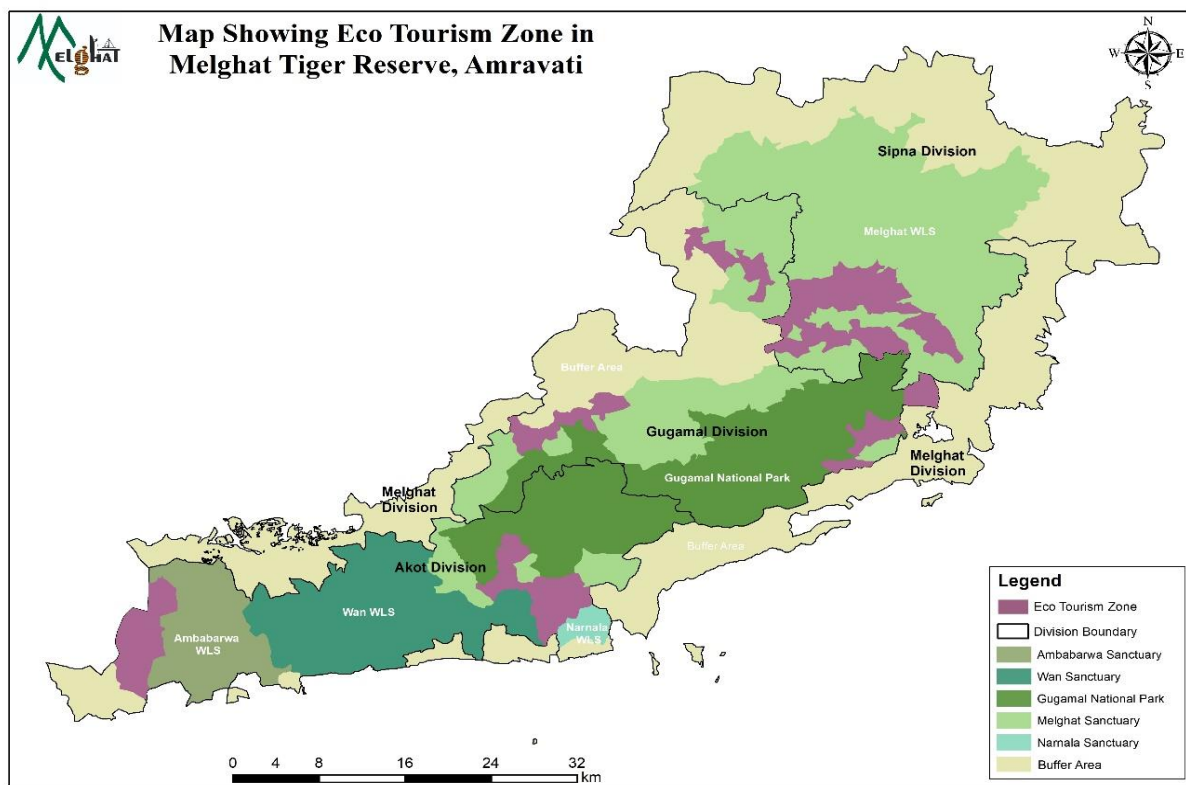 MELGHAT
Map Showing Eco Tourism Zone in
Melghat Tiger Reserve, Amravati
N
W
E
S
Sipna Division
Melghat WLS
Buffer Area
Gugamal Division
Gugamal National Park
Melghat
Division
Melghat
Division
Buffer Area
Akot Division
Wan WLS
Narnala
WLS
Ambabarwa
WLS
Legend
Eco Tourism Zone
Division Boundary
Ambabarwa Sanctuary
Wan Sanctuary
Gugamal National Park
Melghat Sanctuary
Narnala Sanctuary
Buffer Area
0 4 8 16 24 32
km